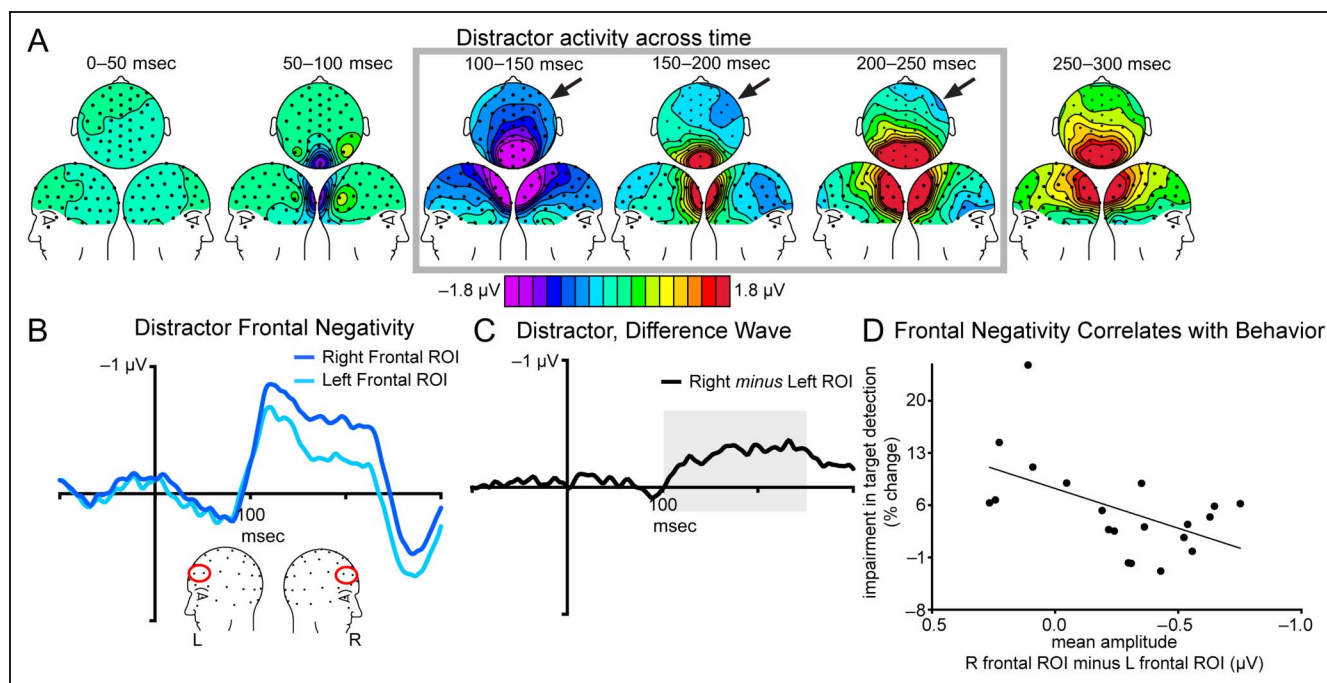 A
Distractor activity across time
0–50 msec
50–100 msec
100–150 msec
150–200 msec
200–250 msec
250–300 msec
–1.8 µV
1.8 µV
B
Distractor Frontal Negativity
–1 µV
Right Frontal ROI
Left Frontal ROI
100
msec
L
R
C
Distractor, Difference Wave
–1 µV
Right minus Left ROI
100
msec
D
Frontal Negativity Correlates with Behavior
impairment in target detection
(% change)
20
13
6
-1
–8
0.5
0.0
–0.5
–1.0
mean amplitude
R frontal ROI minus L frontal ROI (µV)